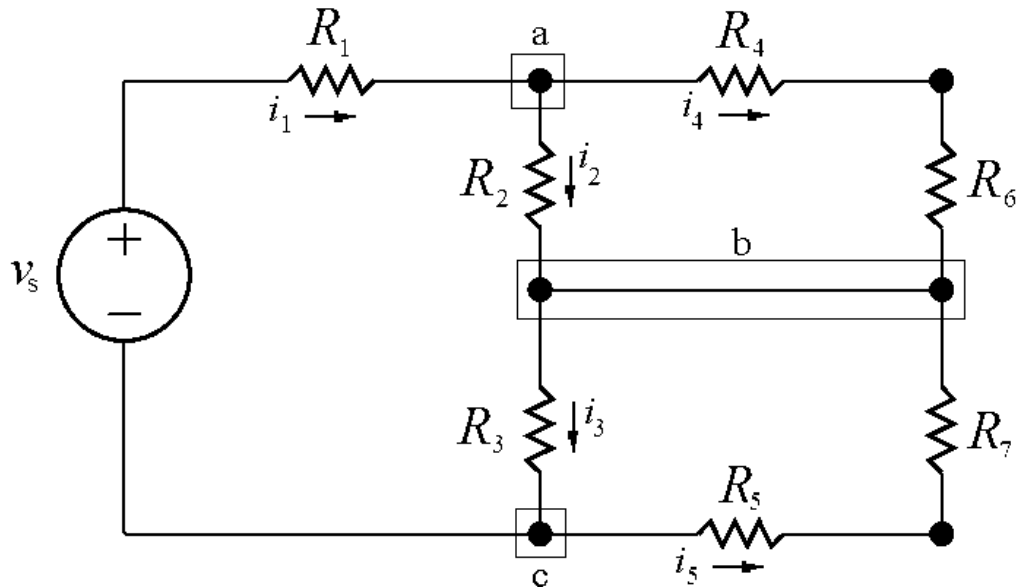 R₁
a
R₄
i₁
i₄
R₂
i₂
R₆
b
+
vₛ
−
R₃
i₃
R₇
R₅
i₅
c